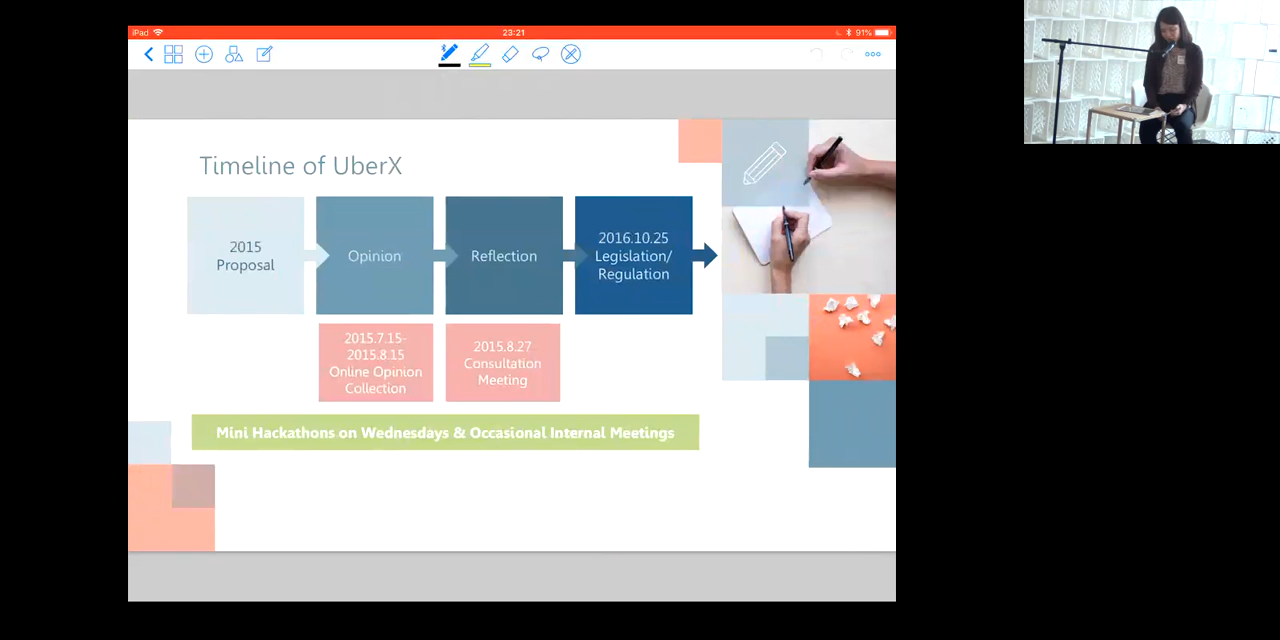 iPad
23:21
91%
Timeline of UberX
2015
Proposal
Opinion
Reflection
2016.10.25
Legislation/
Regulation
2015.7.15-
2015.8.15
Online Opinion
Collection
2015.8.27
Consultation
Meeting
Mini Hackathons on Wednesdays & Occasional Internal Meetings